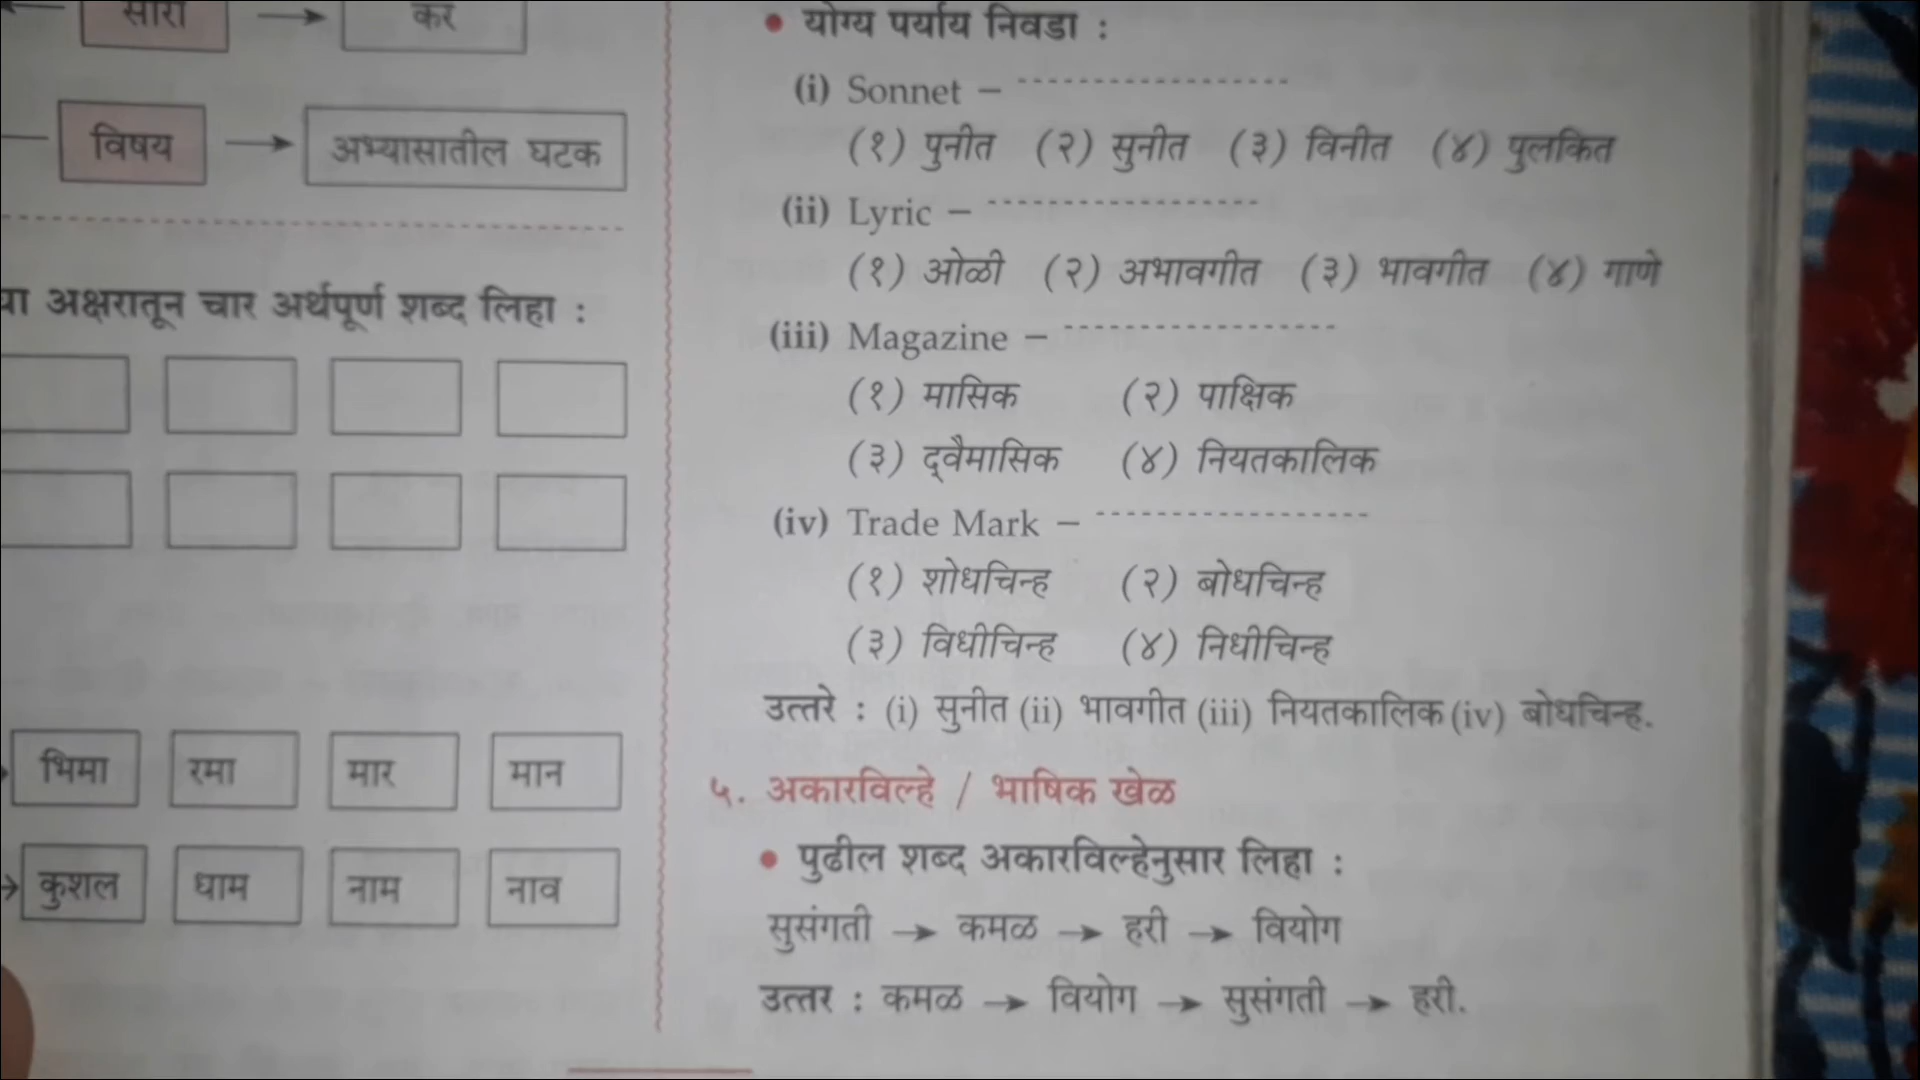 सारा → कर
विषय → अभ्यासातील घटक
या अक्षरातून चार अर्थपूर्ण शब्द लिहा :
भिमा रमा मार मान
कुशल धाम नाम नाव
• योग्य पर्याय निवडा :
(i) Sonnet –
(१) पुनीत (२) सुनीत (३) विनीत (४) पुलकित
(ii) Lyric –
(१) ओळी (२) अभावगीत (३) भावगीत (४) गाणे
(iii) Magazine –
(१) मासिक (२) पाक्षिक
(३) द्‌वैमासिक (४) नियतकालिक
(iv) Trade Mark –
(१) शोधचिन्ह (२) बोधचिन्ह
(३) विधीचिन्ह (४) निधीचिन्ह
उत्तरे : (i) सुनीत (ii) भावगीत (iii) नियतकालिक (iv) बोधचिन्ह.
५. अकारविल्हे / भाषिक खेळ
• पुढील शब्द अकारविल्हेनुसार लिहा :
सुसंगती → कमळ → हरी → वियोग
उत्तर : कमळ → वियोग → सुसंगती → हरी.